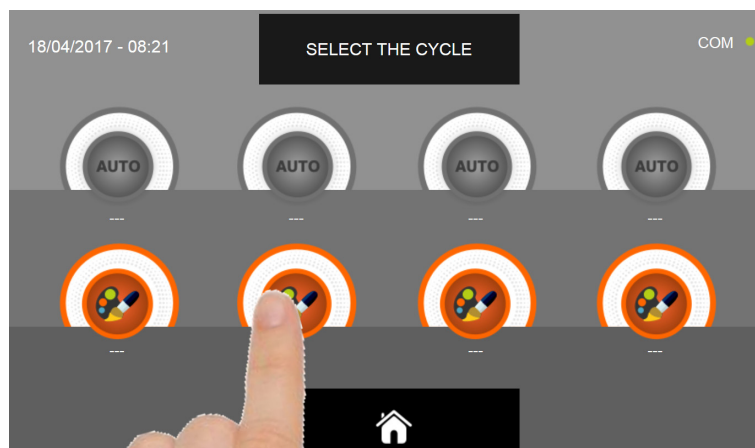 18/04/2017 - 08:21
SELECT THE CYCLE
COM
AUTO AUTO AUTO AUTO
--- --- --- ---
--- --- ---